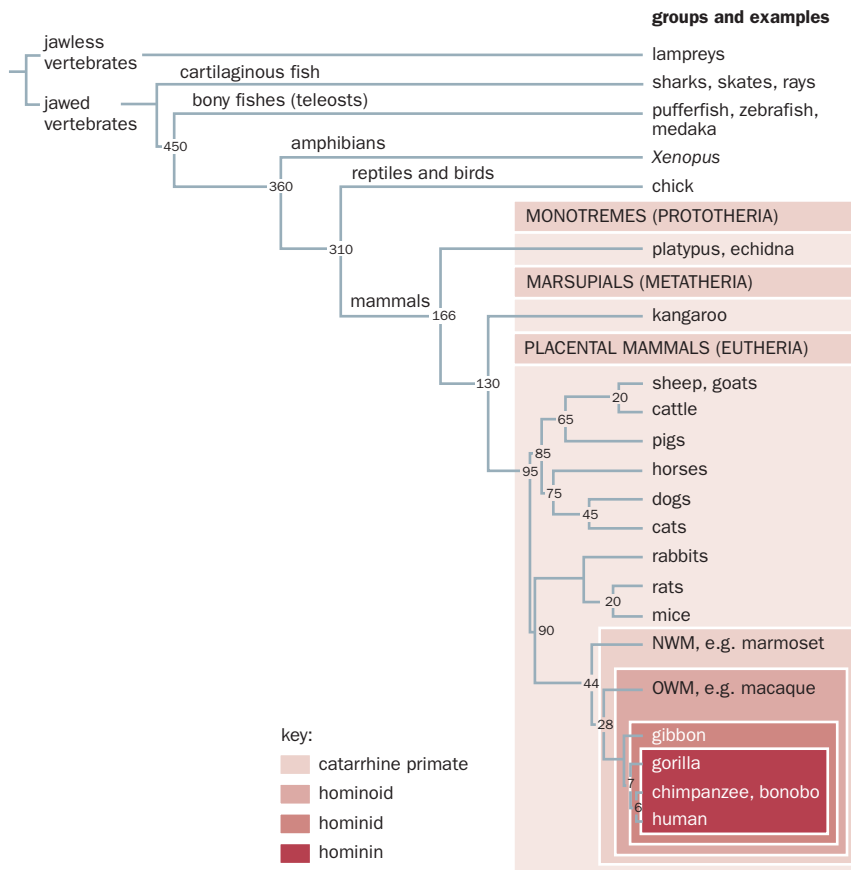 groups and examples
jawless
vertebrates
lampreys
cartilaginous fish
sharks, skates, rays
jawed
vertebrates
bony fishes (teleosts)
pufferfish, zebrafish,
medaka
450
amphibians
Xenopus
360
reptiles and birds
chick
MONOTREMES (PROTOTHERIA)
310
platypus, echidna
MARSUPIALS (METATHERIA)
mammals
166
kangaroo
PLACENTAL MAMMALS (EUTHERIA)
130
sheep, goats
20
cattle
65
pigs
85
95
horses
75
dogs
45
cats
rabbits
rats
20
mice
90
NWM, e.g. marmoset
44
OWM, e.g. macaque
28
gibbon
gorilla
7
chimpanzee, bonobo
6
human
key:
catarrhine primate
hominoid
hominid
hominin